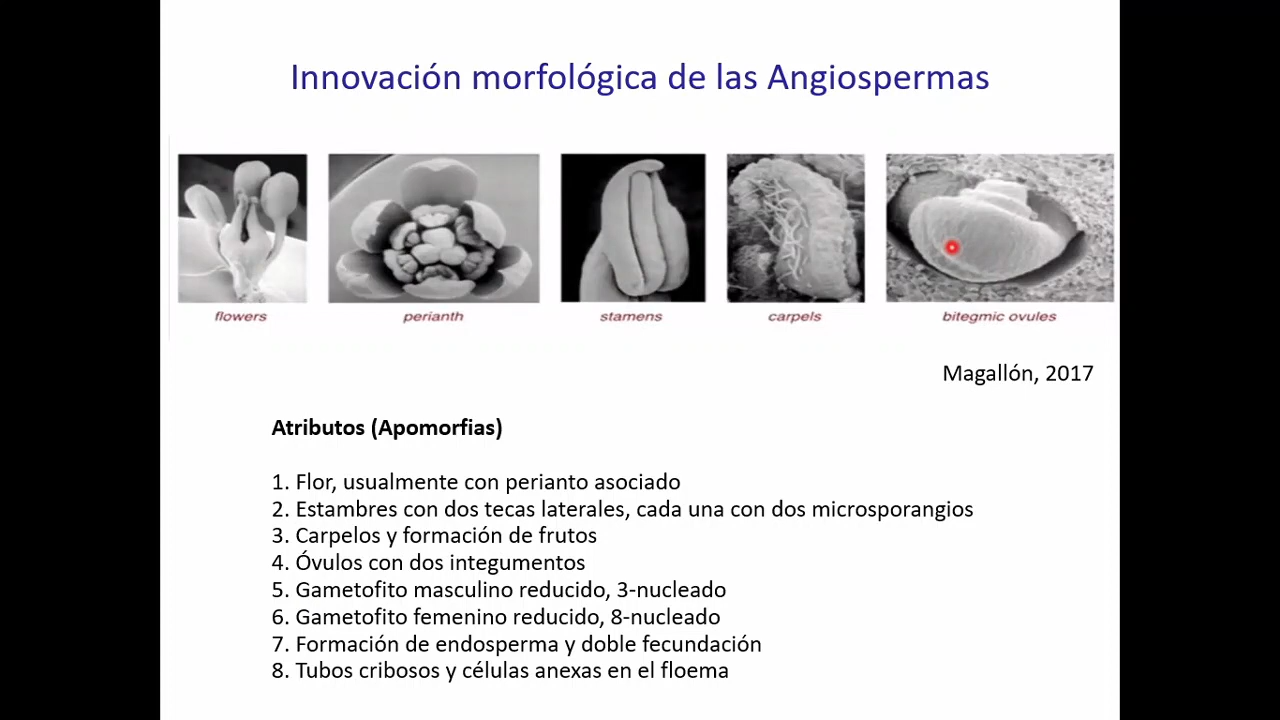 Innovación morfológica de las Angiospermas
flowers
perianth
stamens
carpels
bitegmic ovules
Magallón, 2017
Atributos (Apomorfias)
1. Flor, usualmente con perianto asociado
2. Estambres con dos tecas laterales, cada una con dos microsporangios
3. Carpelos y formación de frutos
4. Óvulos con dos integumentos
5. Gametofito masculino reducido, 3-nucleado
6. Gametofito femenino reducido, 8-nucleado
7. Formación de endosperma y doble fecundación
8. Tubos cribosos y células anexas en el floema